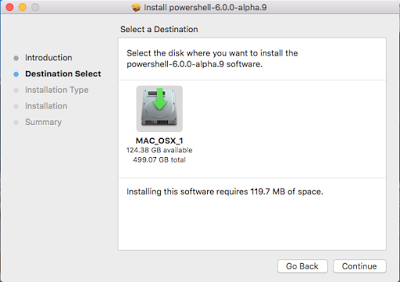 Install powershell-6.0.0-alpha.9
Select a Destination
Introduction
Destination Select
Installation Type
Installation
Summary
Select the disk where you want to install the
powershell-6.0.0-alpha.9 software.
MAC_OSX_1
124.38 GB available
499.07 GB total
Installing this software requires 119.7 MB of space.
Go Back
Continue